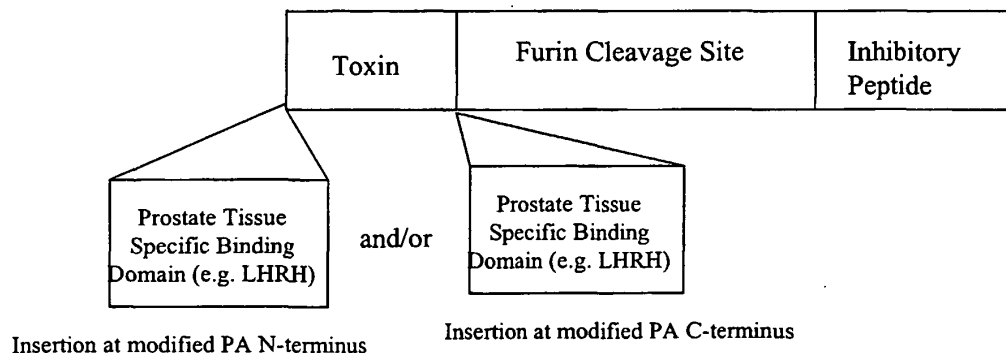 Toxin
Furin Cleavage Site
Inhibitory
Peptide
Prostate Tissue
Specific Binding
Domain (e.g. LHRH)
and/or
Prostate Tissue
Specific Binding
Domain (e.g. LHRH)
Insertion at modified PA N-terminus
Insertion at modified PA C-terminus